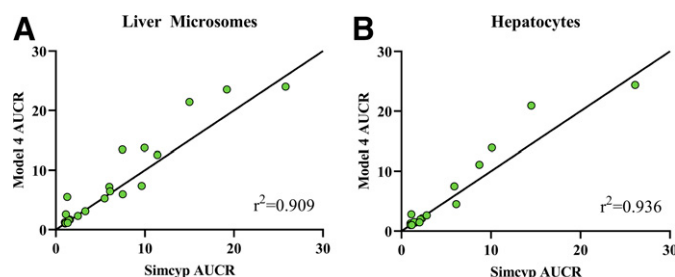 A
Liver Microsomes
30
20
10
0
Model 4 AUCR
r²=0.909
0 10 20 30
Simcyp AUCR
B
Hepatocytes
30
20
10
0
Model 4 AUCR
r²=0.936
0 10 20 30
Simcyp AUCR